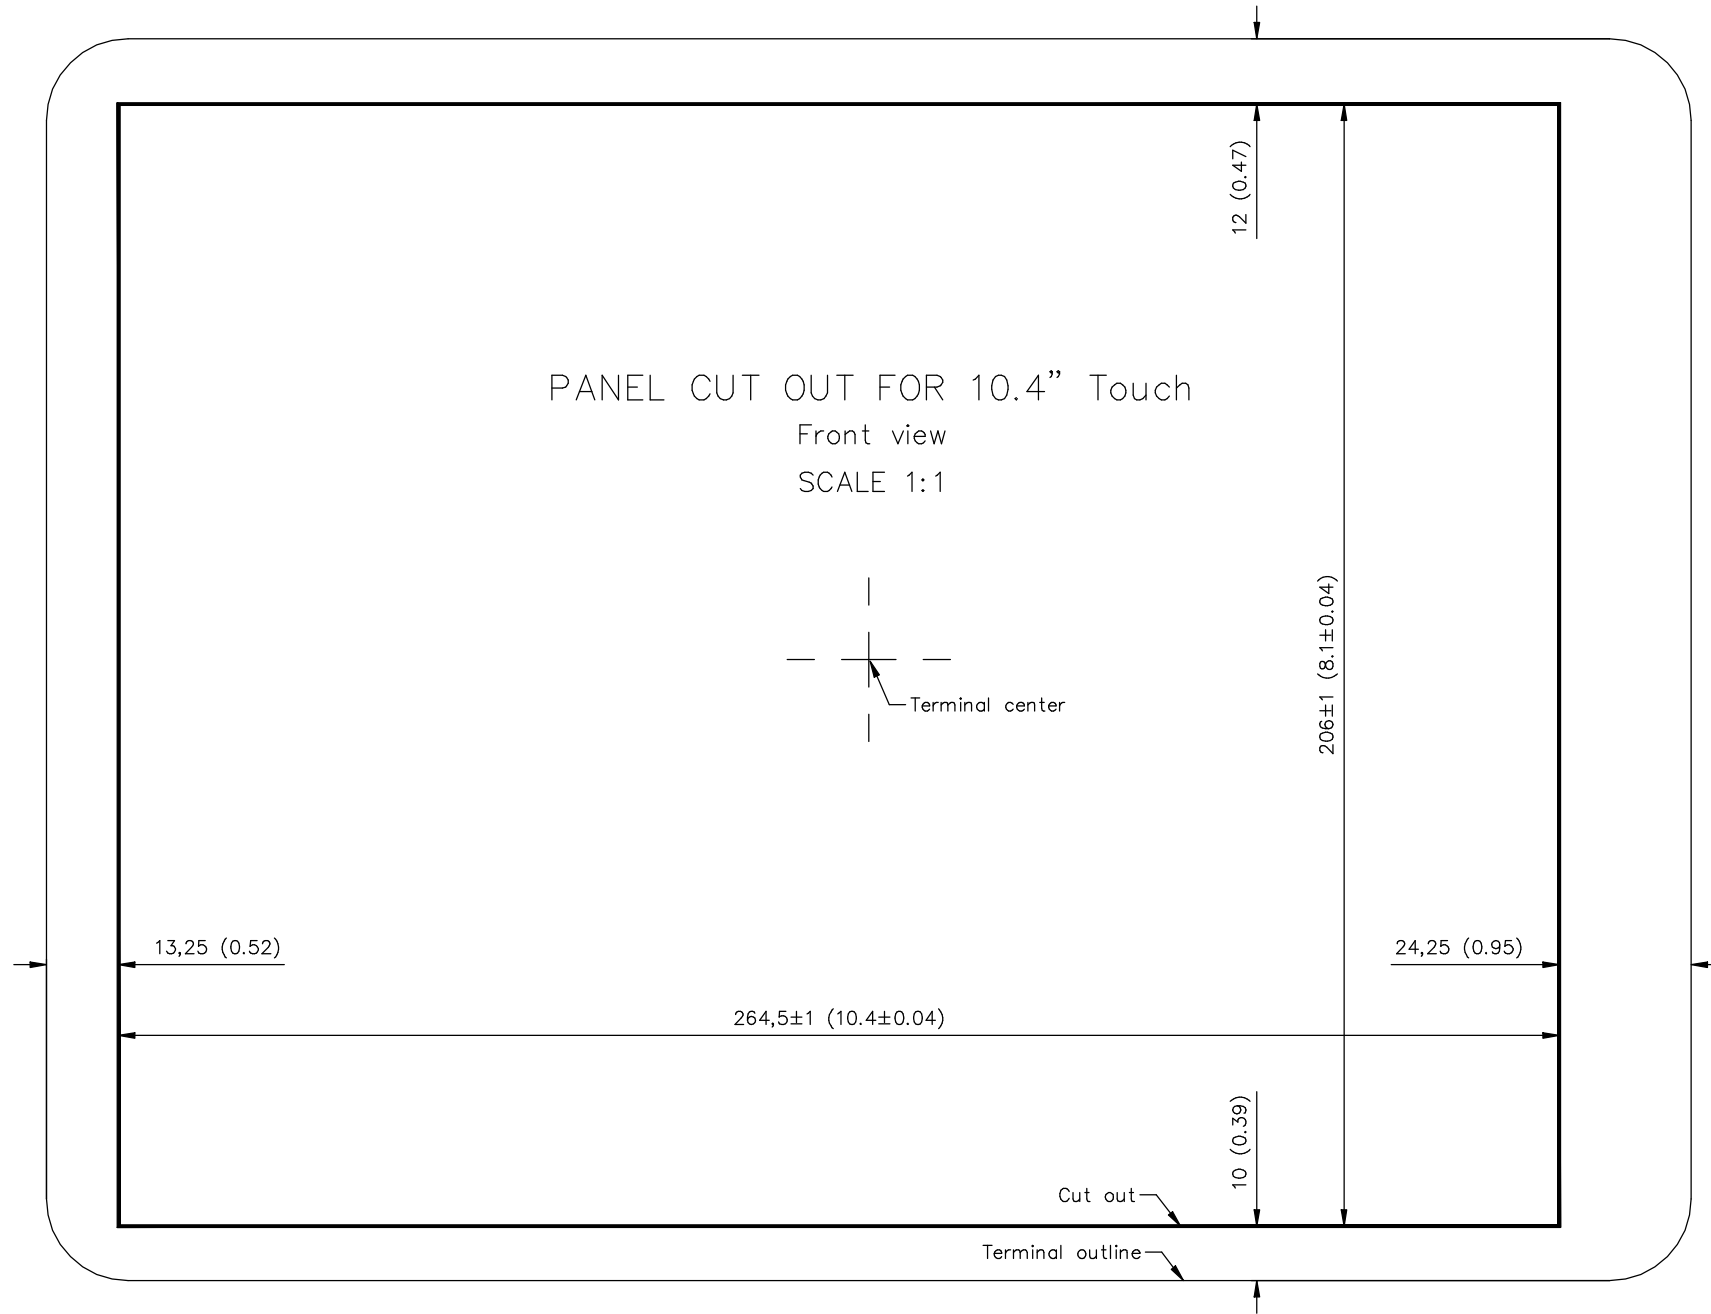 12 (0.47)
PANEL CUT OUT FOR 10.4” Touch
Front view
SCALE 1:1
206±1 (8.1±0.04)
Terminal center
13,25 (0.52)
24,25 (0.95)
264,5±1 (10.4±0.04)
10 (0.39)
Cut out
Terminal outline